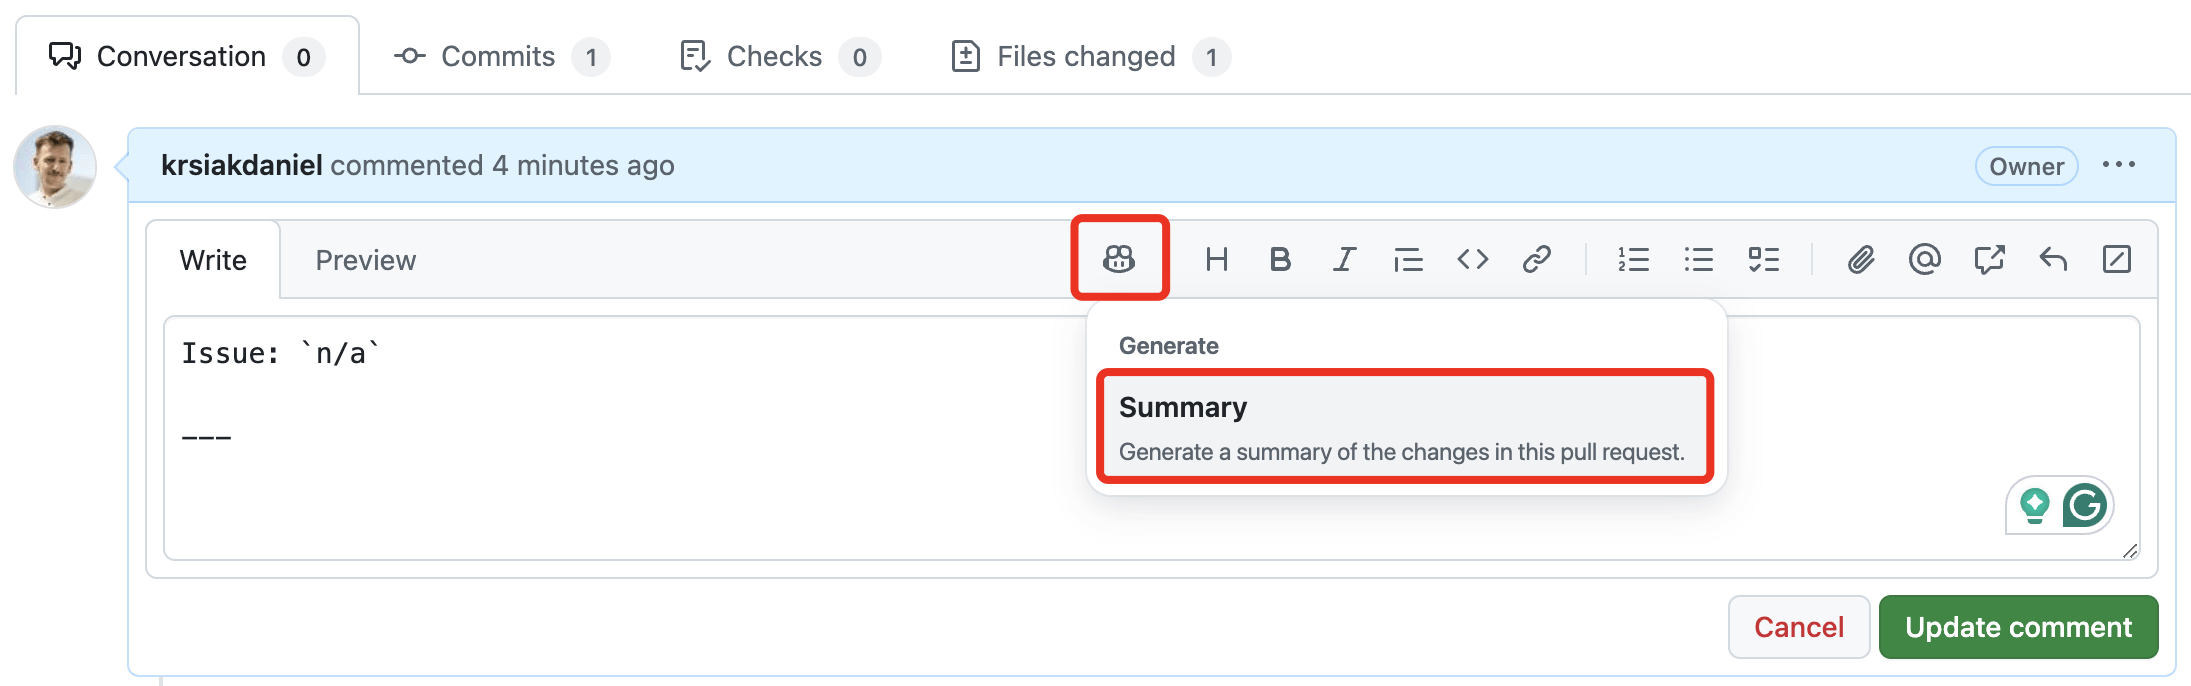 Conversation 0 Commits 1 Checks 0 Files changed 1
krsiakdaniel commented 4 minutes ago Owner
Write Preview
Issue: `n/a`
---
Generate
Summary
Generate a summary of the changes in this pull request.
Cancel Update comment